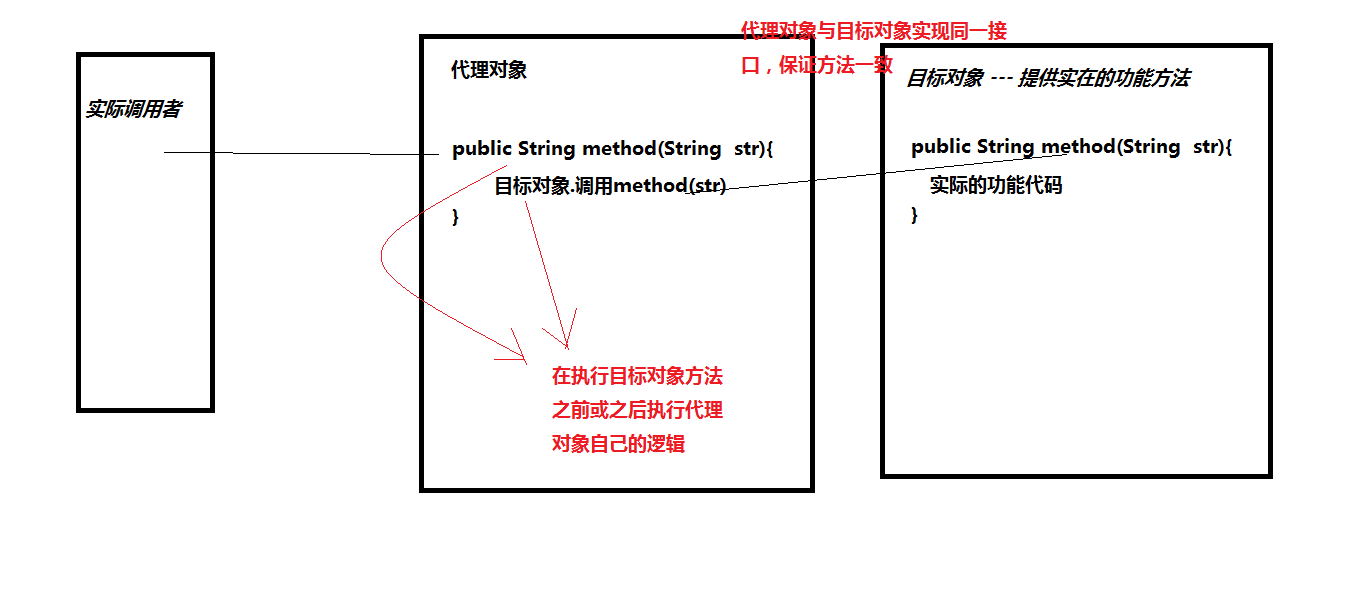 实际调用者
代理对象
public String method(String str){
目标对象.调用method(str)
}
在执行目标对象方法
之前或之后执行代理
对象自己的逻辑
代理对象与目标对象实现同一接
口，保证方法一致
目标对象 --- 提供实在的功能方法
public String method(String str){
实际的功能代码
}